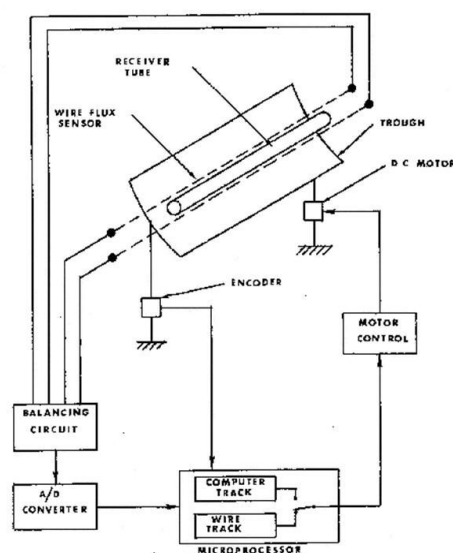 RECEIVER
TUBE
WIRE FLUX
SENSOR
TROUGH
D.C. MOTOR
ENCODER
MOTOR
CONTROL
BALANCING
CIRCUIT
A/D
CONVERTER
COMPUTER
TRACK
WIRE
TRACK
MICROPROCESSOR